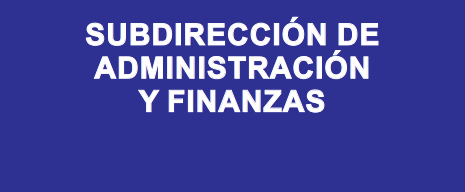 SUBDIRECCIÓN DE
ADMINISTRACIÓN
Y FINANZAS